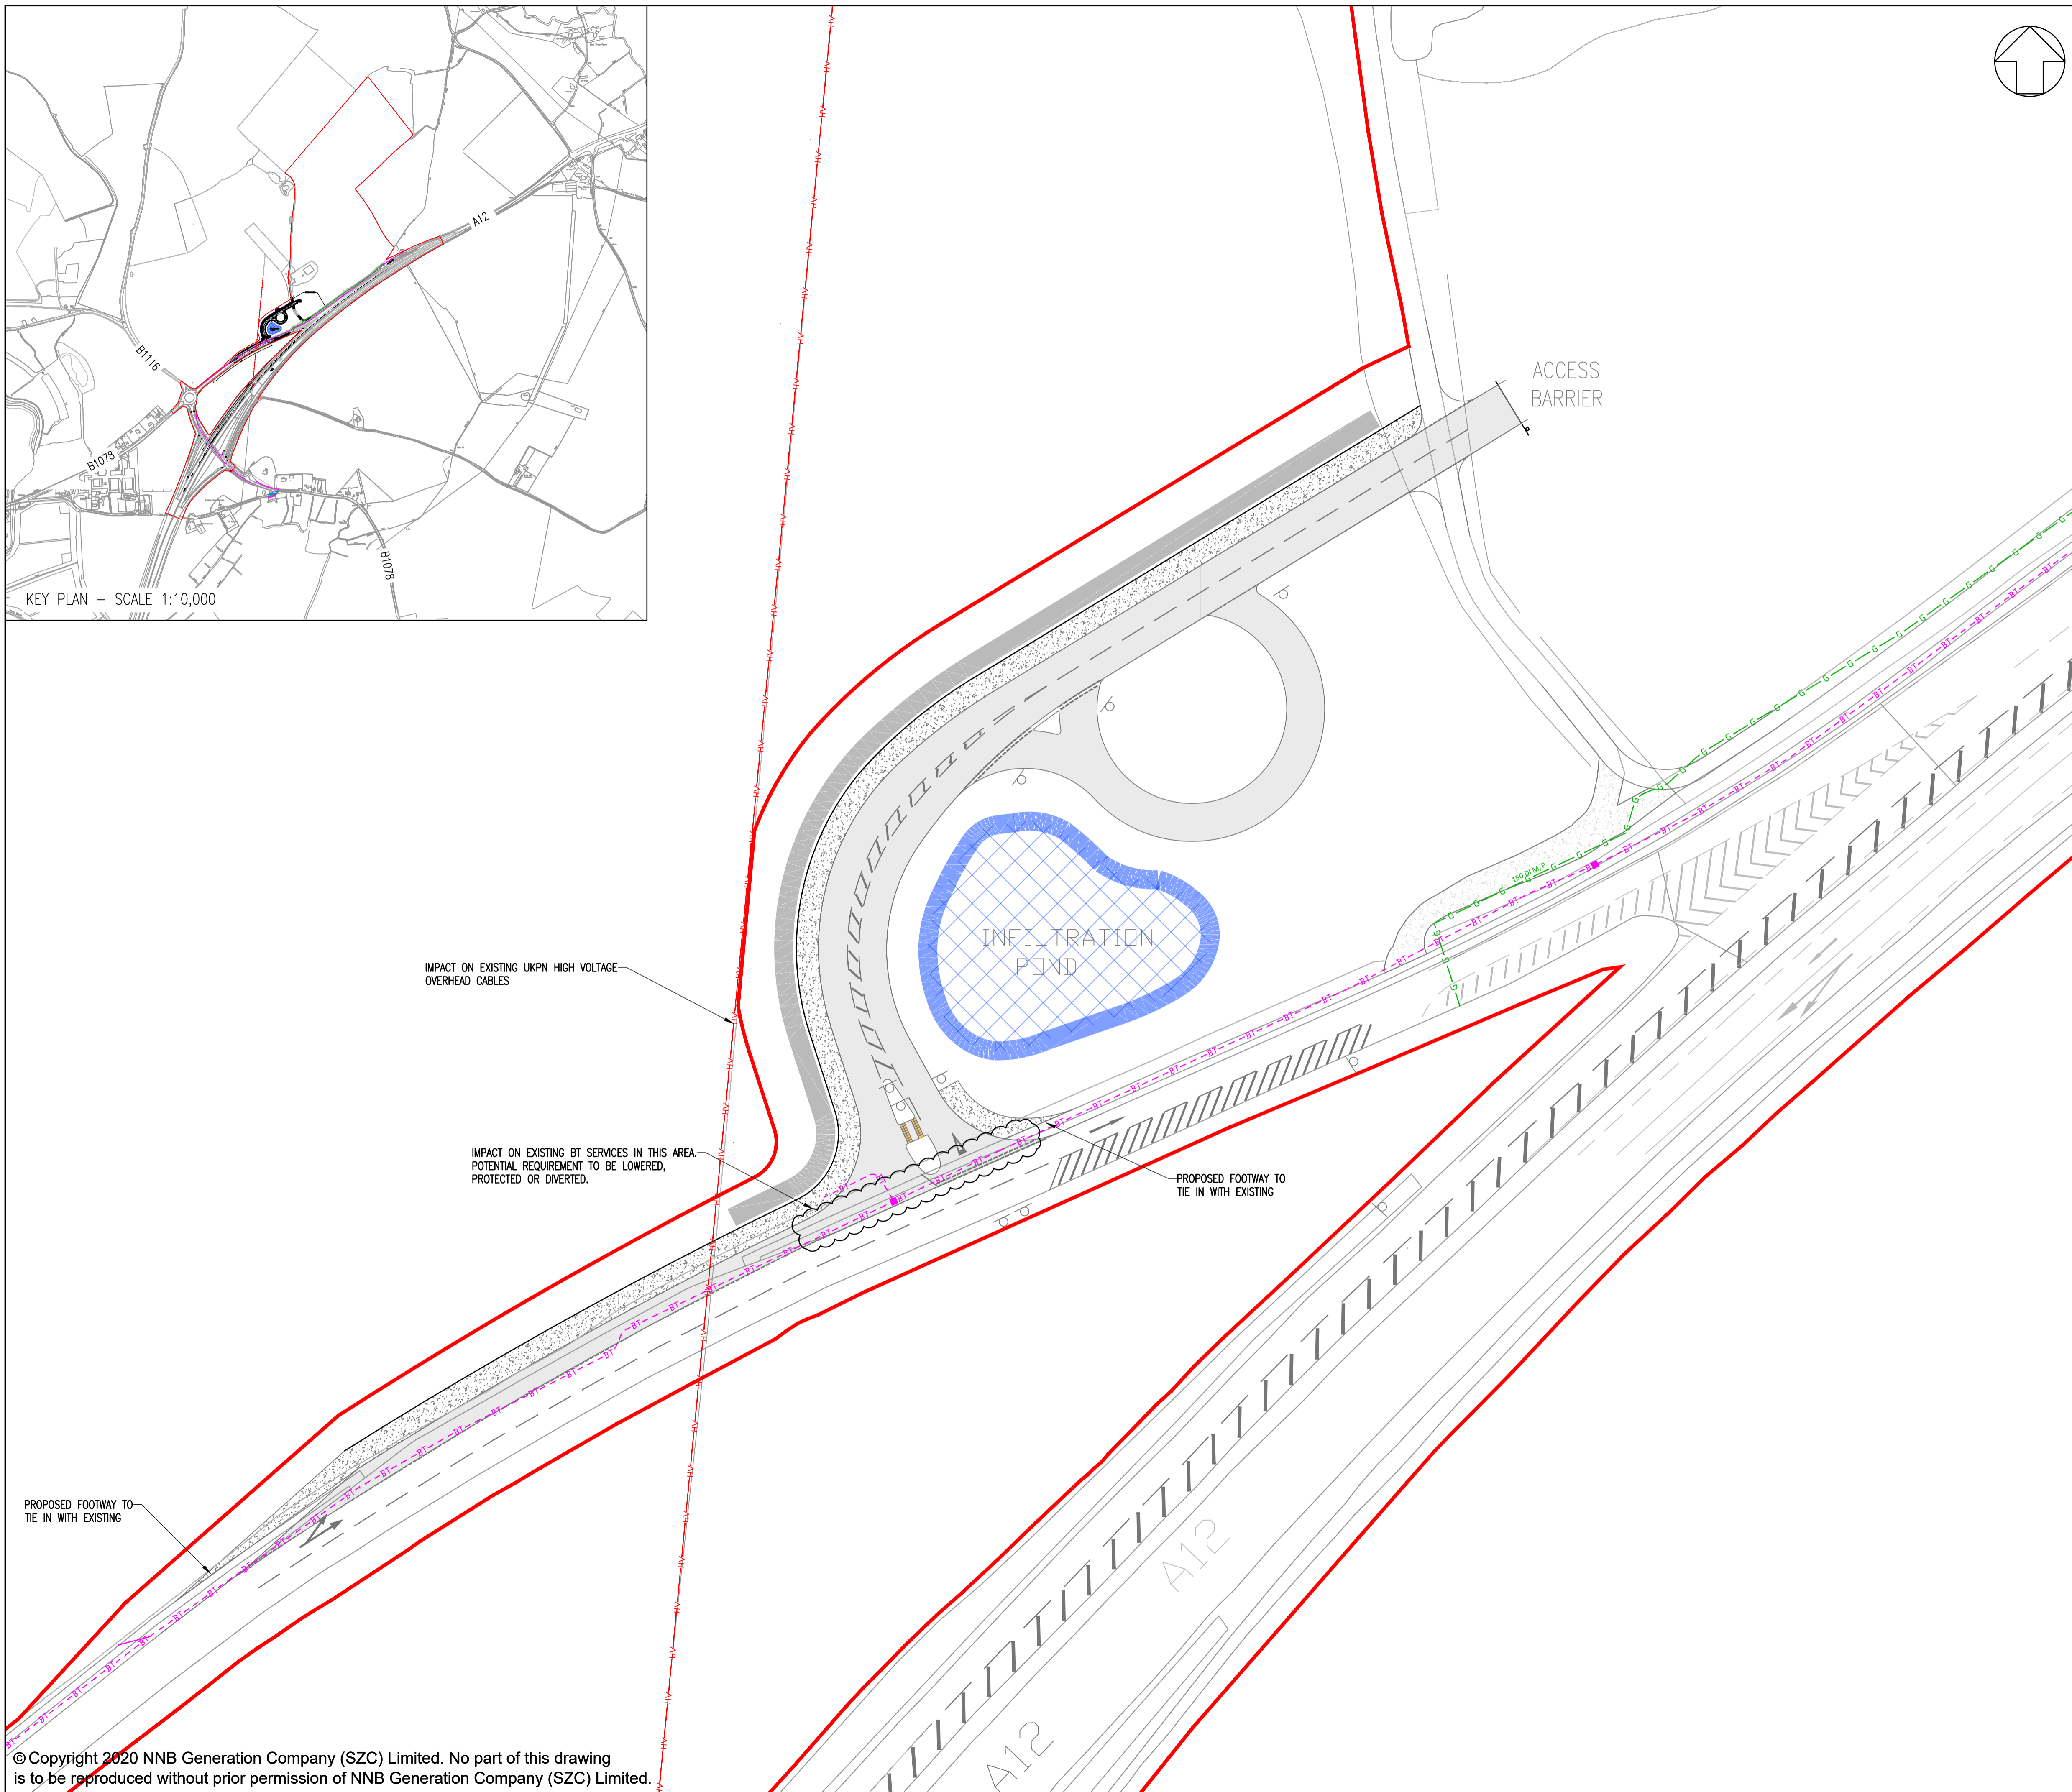 A12
B1116
B1078
B1078
KEY PLAN – SCALE 1:10,000
ACCESS
BARRIER
150 DI M/P
INFILTRATION
POND
IMPACT ON EXISTING UKPN HIGH VOLTAGE
OVERHEAD CABLES
IMPACT ON EXISTING BT SERVICES IN THIS AREA.
POTENTIAL REQUIREMENT TO BE LOWERED,
PROTECTED OR DIVERTED.
PROPOSED FOOTWAY TO
TIE IN WITH EXISTING
PROPOSED FOOTWAY TO
TIE IN WITH EXISTING
HV
BT
G
A12
A12
© Copyright 2020 NNB Generation Company (SZC) Limited. No part of this drawing
is to be reproduced without prior permission of NNB Generation Company (SZC) Limited.